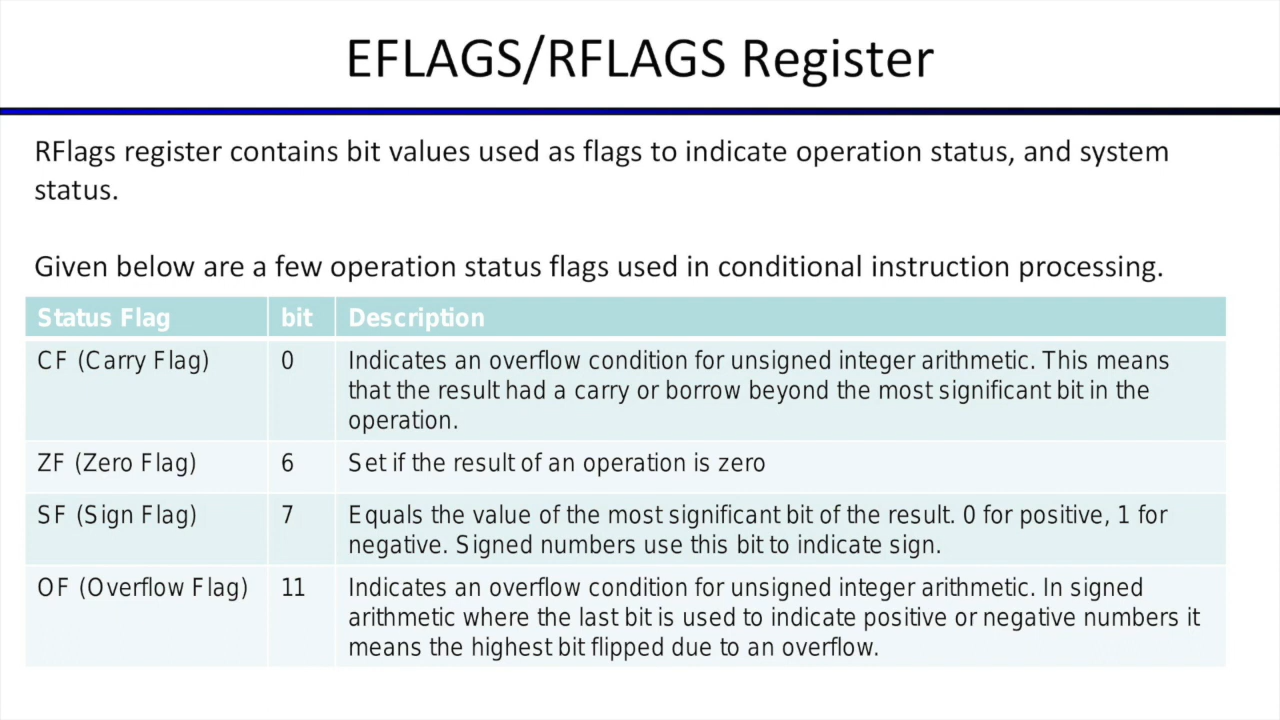 EFLAGS/RFLAGS Register
RFlags register contains bit values used as flags to indicate operation status, and system
status.
Given below are a few operation status flags used in conditional instruction processing.
Status Flag bit Description
CF (Carry Flag) 0 Indicates an overflow condition for unsigned integer arithmetic. This means
that the result had a carry or borrow beyond the most significant bit in the
operation.
ZF (Zero Flag) 6 Set if the result of an operation is zero
SF (Sign Flag) 7 Equals the value of the most significant bit of the result. 0 for positive, 1 for
negative. Signed numbers use this bit to indicate sign.
OF (Overflow Flag) 11 Indicates an overflow condition for unsigned integer arithmetic. In signed
arithmetic where the last bit is used to indicate positive or negative numbers it
means the highest bit flipped due to an overflow.